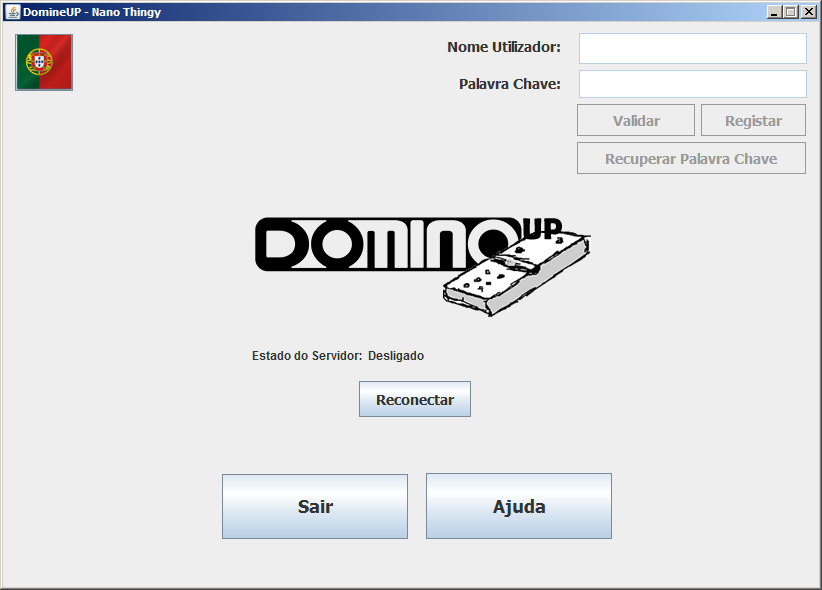 DomineUP - Nano Thingy
Nome Utilizador:
Palavra Chave:
Validar
Registar
Recuperar Palavra Chave
DOMINO UP
Estado do Servidor: Desligado
Reconectar
Sair
Ajuda